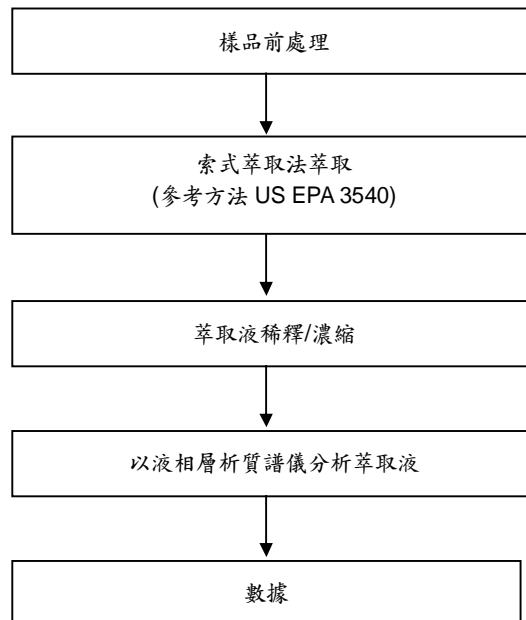 樣品前處理
索式萃取法萃取
(參考方法 US EPA 3540)
萃取液稀釋/濃縮
以液相層析質譜儀分析萃取液
數據